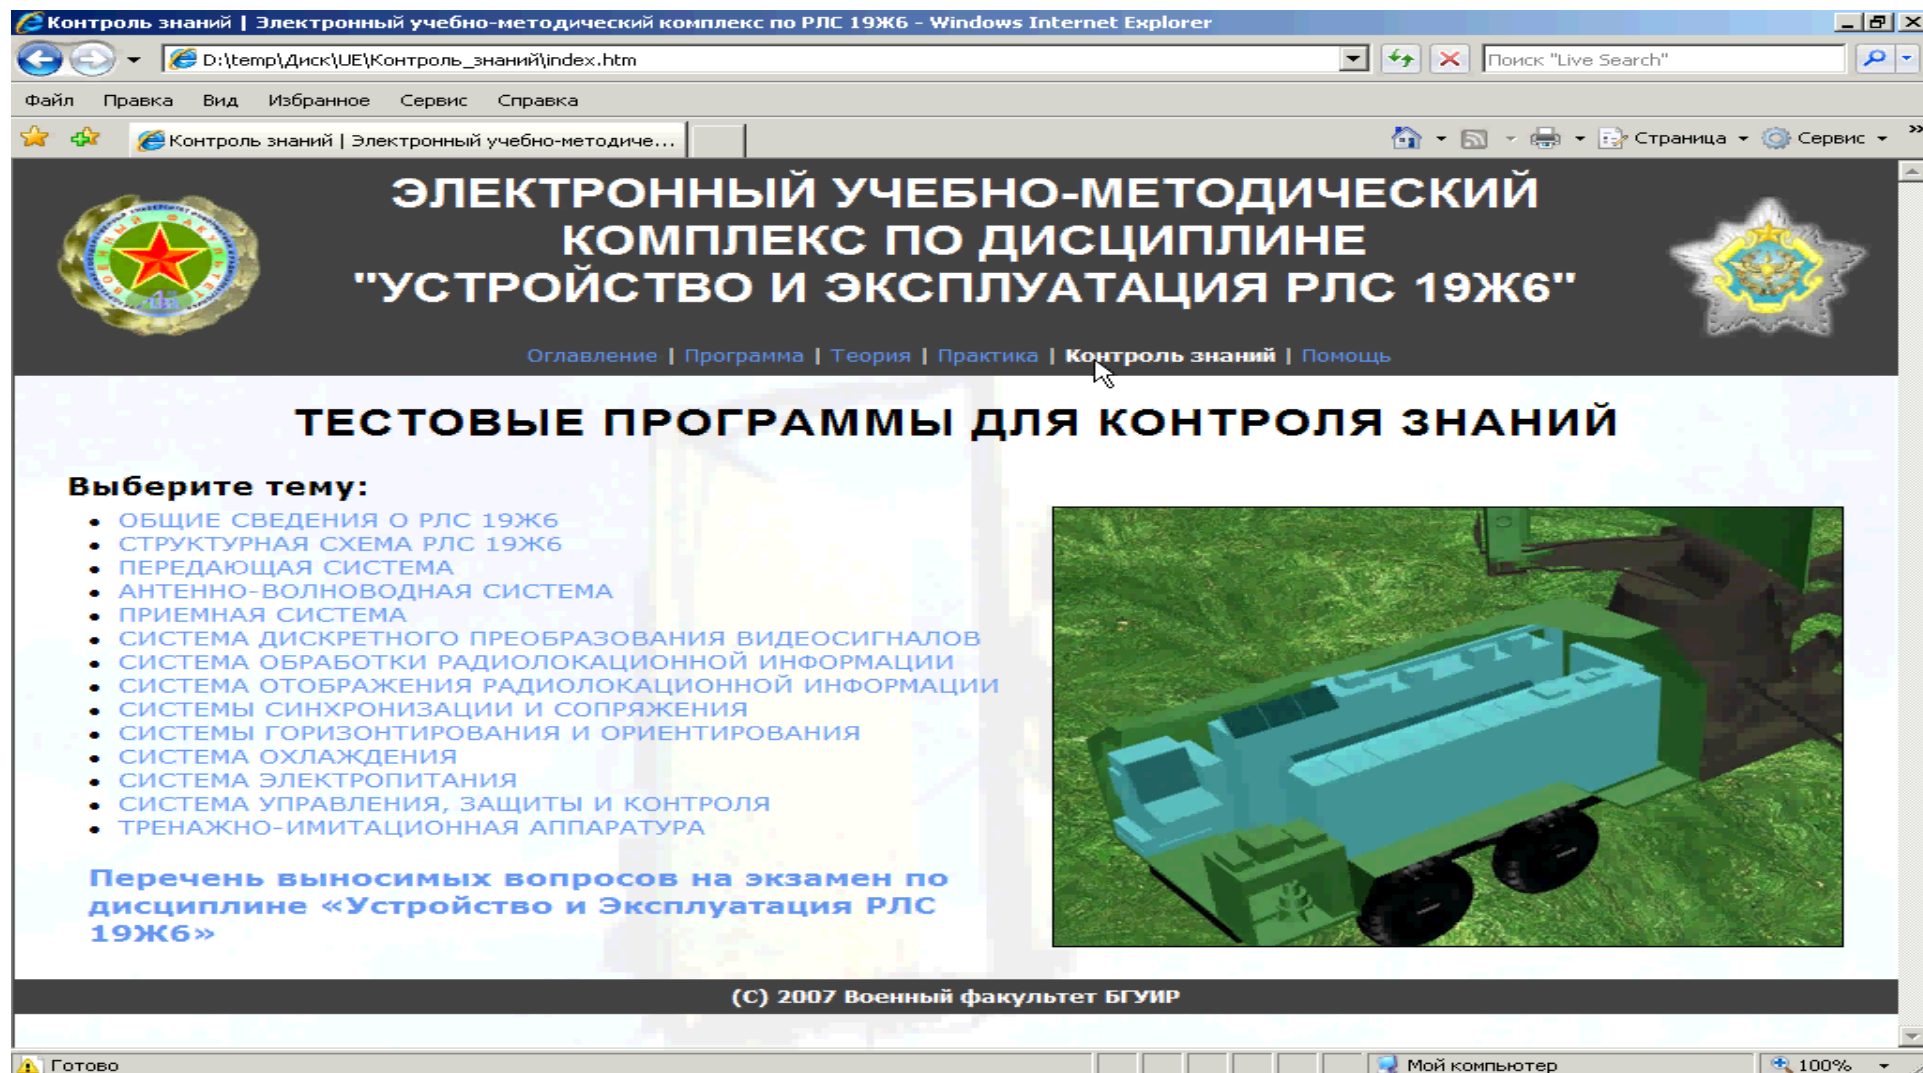 Контроль знаний | Электронный учебно-методический комплекс по РЛС 19Ж6 - Windows Internet Explorer
D:\temp\Диск\UE\Контроль_знаний\index.htm
Поиск "Live Search"
Файл Правка Вид Избранное Сервис Справка
Контроль знаний | Электронный учебно-методиче...
Страница Сервис »
ЭЛЕКТРОННЫЙ УЧЕБНО-МЕТОДИЧЕСКИЙ
КОМПЛЕКС ПО ДИСЦИПЛИНЕ
"УСТРОЙСТВО И ЭКСПЛУАТАЦИЯ РЛС 19Ж6"
Оглавление | Программа | Теория | Практика | Контроль знаний | Помощь
ТЕСТОВЫЕ ПРОГРАММЫ ДЛЯ КОНТРОЛЯ ЗНАНИЙ
Выберите тему:
• ОБЩИЕ СВЕДЕНИЯ О РЛС 19Ж6
• СТРУКТУРНАЯ СХЕМА РЛС 19Ж6
• ПЕРЕДАЮЩАЯ СИСТЕМА
• АНТЕННО-ВОЛНОВОДНАЯ СИСТЕМА
• ПРИЕМНАЯ СИСТЕМА
• СИСТЕМА ДИСКРЕТНОГО ПРЕОБРАЗОВАНИЯ ВИДЕОСИГНАЛОВ
• СИСТЕМА ОБРАБОТКИ РАДИОЛОКАЦИОННОЙ ИНФОРМАЦИИ
• СИСТЕМА ОТОБРАЖЕНИЯ РАДИОЛОКАЦИОННОЙ ИНФОРМАЦИИ
• СИСТЕМЫ СИНХРОНИЗАЦИИ И СОПРЯЖЕНИЯ
• СИСТЕМЫ ГОРИЗОНТИРОВАНИЯ И ОРИЕНТИРОВАНИЯ
• СИСТЕМА ОХЛАЖДЕНИЯ
• СИСТЕМА ЭЛЕКТРОПИТАНИЯ
• СИСТЕМА УПРАВЛЕНИЯ, ЗАЩИТЫ И КОНТРОЛЯ
• ТРЕНАЖНО-ИМИТАЦИОННАЯ АППАРАТУРА
Перечень выносимых вопросов на экзамен по
дисциплине «Устройство и Эксплуатация РЛС
19Ж6»
(С) 2007 Военный факультет БГУИР
Готово
Мой компьютер
100%